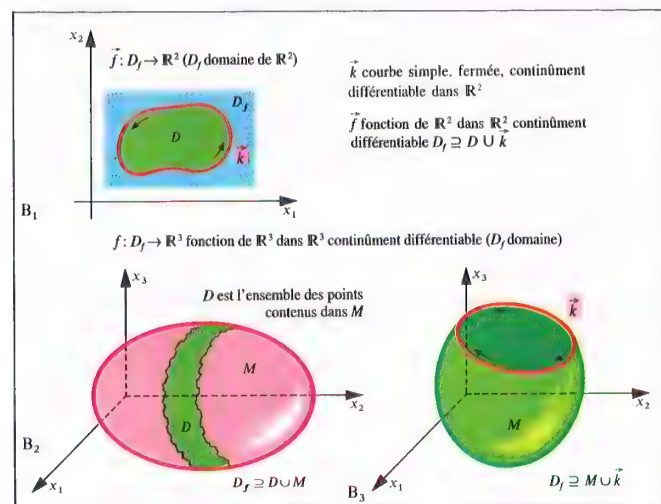 x₂
f⃗ : D_f → ℝ² (D_f domaine de ℝ²)
D_f
D
k⃗
x₁
B₁
k⃗ courbe simple, fermée, continûment
différentiable dans ℝ²
f⃗ fonction de ℝ² dans ℝ² continûment
différentiable D_f ⊇ D ∪ k⃗
f : D_f → ℝ³ fonction de ℝ³ dans ℝ³ continûment différentiable (D_f domaine)
x₃
D est l'ensemble des points
contenus dans M
M
D
x₂
x₁
B₂
D_f ⊇ D ∪ M
x₃
k⃗
M
x₂
x₁
B₃
D_f ⊇ M ∪ k⃗